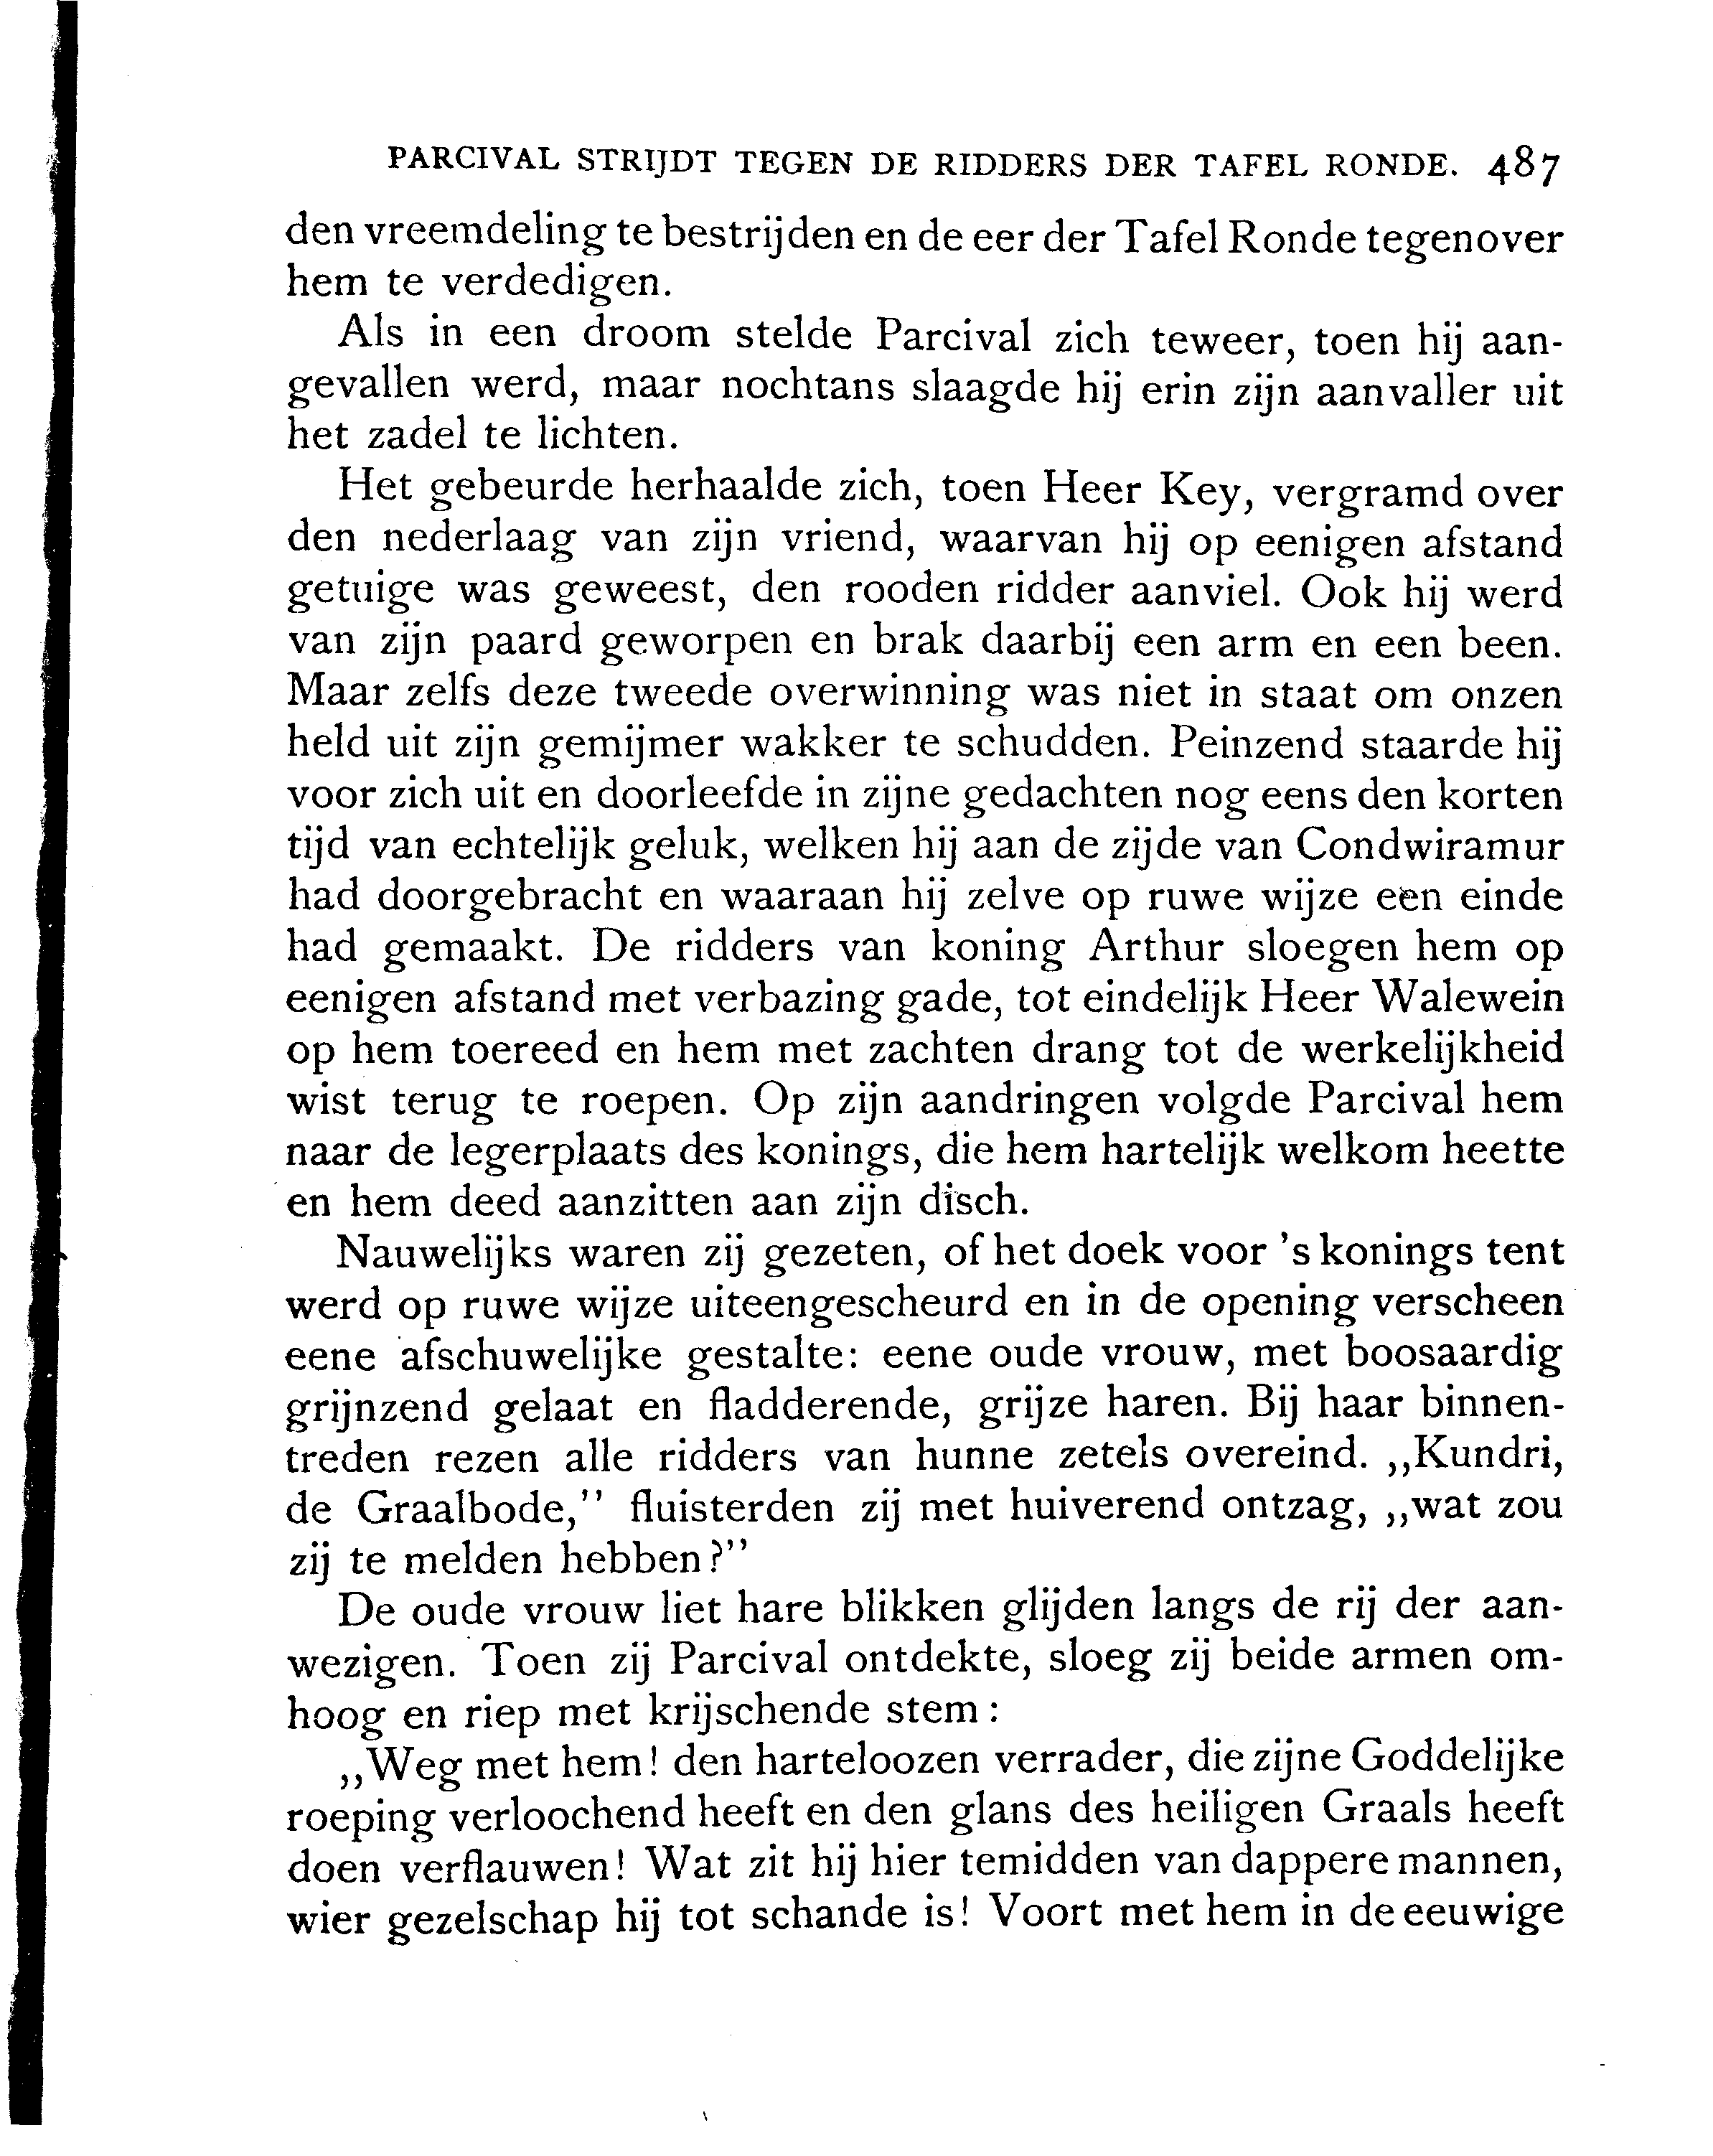 PARCIVAL STRIJDT TEGEN DE RIDDERS DER TAFEL RONDE. 487
den vreemdeling te bestrijden en de eer der Tafel Ronde tegenover
hem te verdedigen.
Als in een droom stelde Parcival zich teweer, toen hij aan-
gevallen werd, maar nochtans slaagde hij erin zijn aanvaller uit
het zadel te lichten.
Het gebeurde herhaalde zich, toen Heer Key, vergramd over
den nederlaag van zijn vriend, waarvan hij op eenigen afstand
getuige was geweest, den rooden ridder aanviel. Ook hij werd
van zijn paard geworpen en brak daarbij een arm en een been.
Maar zelfs deze tweede overwinning was niet in staat om onzen
held uit zijn gemijmer wakker te schudden. Peinzend staarde hij
voor zich uit en doorleefde in zijne gedachten nog eens den korten
tijd van echtelijk geluk, welken hij aan de zijde van Condwiramur
had doorgebracht en waaraan hij zelve op ruwe wijze een einde
had gemaakt. De ridders van koning Arthur sloegen hem op
eenigen afstand met verbazing gade, tot eindelijk Heer Walewein
op hem toereed en hem met zachten drang tot de werkelijkheid
wist terug te roepen. Op zijn aandringen volgde Parcival hem
naar de legerplaats des konings, die hem hartelijk welkom heette
en hem deed aanzitten aan zijn disch.
Nauwelijks waren zij gezeten, of het doek voor 's konings tent
werd op ruwe wijze uiteengescheurd en in de opening verscheen
eene afschuwelijke gestalte: eene oude vrouw, met boosaardig
grijnzend gelaat en fladderende, grijze haren. Bij haar binnen-
treden rezen alle ridders van hunne zetels overeind. ,,Kundri,
de Graalbode,'' fluisterden zij met huiverend ontzag, ,,wat zou
zij te melden hebben?''
De oude vrouw liet hare blikken glijden langs de rij der aan-
wezigen. Toen zij Parcival ontdekte, sloeg zij beide armen om-
hoog en riep met krijschende stem:
,,Weg met hem! den harteloozen verrader, die zijne Goddelijke
roeping verloochend heeft en den glans des heiligen Graals heeft
doen verflauwen! Wat zit hij hier temidden van dappere mannen,
wier gezelschap hij tot schande is! Voort met hem in de eeuwige